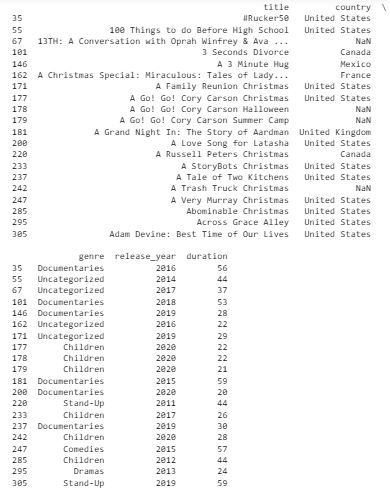 title country \
35 #Rucker50 United States
55 100 Things to do Before High School United States
67 13TH: A Conversation with Oprah Winfrey & Ava ... NaN
101 3 Seconds Divorce Canada
146 A 3 Minute Hug Mexico
162 A Christmas Special: Miraculous: Tales of Lady... France
171 A Family Reunion Christmas United States
177 A Go! Go! Cory Carson Christmas United States
178 A Go! Go! Cory Carson Halloween NaN
179 A Go! Go! Cory Carson Summer Camp NaN
181 A Grand Night In: The Story of Aardman United Kingdom
200 A Love Song for Latasha United States
220 A Russell Peters Christmas Canada
233 A StoryBots Christmas United States
237 A Tale of Two Kitchens United States
242 A Trash Truck Christmas NaN
247 A Very Murray Christmas United States
285 Abominable Christmas United States
295 Across Grace Alley United States
305 Adam Devine: Best Time of Our Lives United States
genre release_year duration
35 Documentaries 2016 56
55 Uncategorized 2014 44
67 Uncategorized 2017 37
101 Documentaries 2018 53
146 Documentaries 2019 28
162 Uncategorized 2016 22
171 Uncategorized 2019 29
177 Children 2020 22
178 Children 2020 22
179 Children 2020 21
181 Documentaries 2015 59
200 Documentaries 2020 20
220 Stand-Up 2011 44
233 Children 2017 26
237 Documentaries 2019 30
242 Children 2020 28
247 Comedies 2015 57
285 Children 2012 44
295 Dramas 2013 24
305 Stand-Up 2019 59